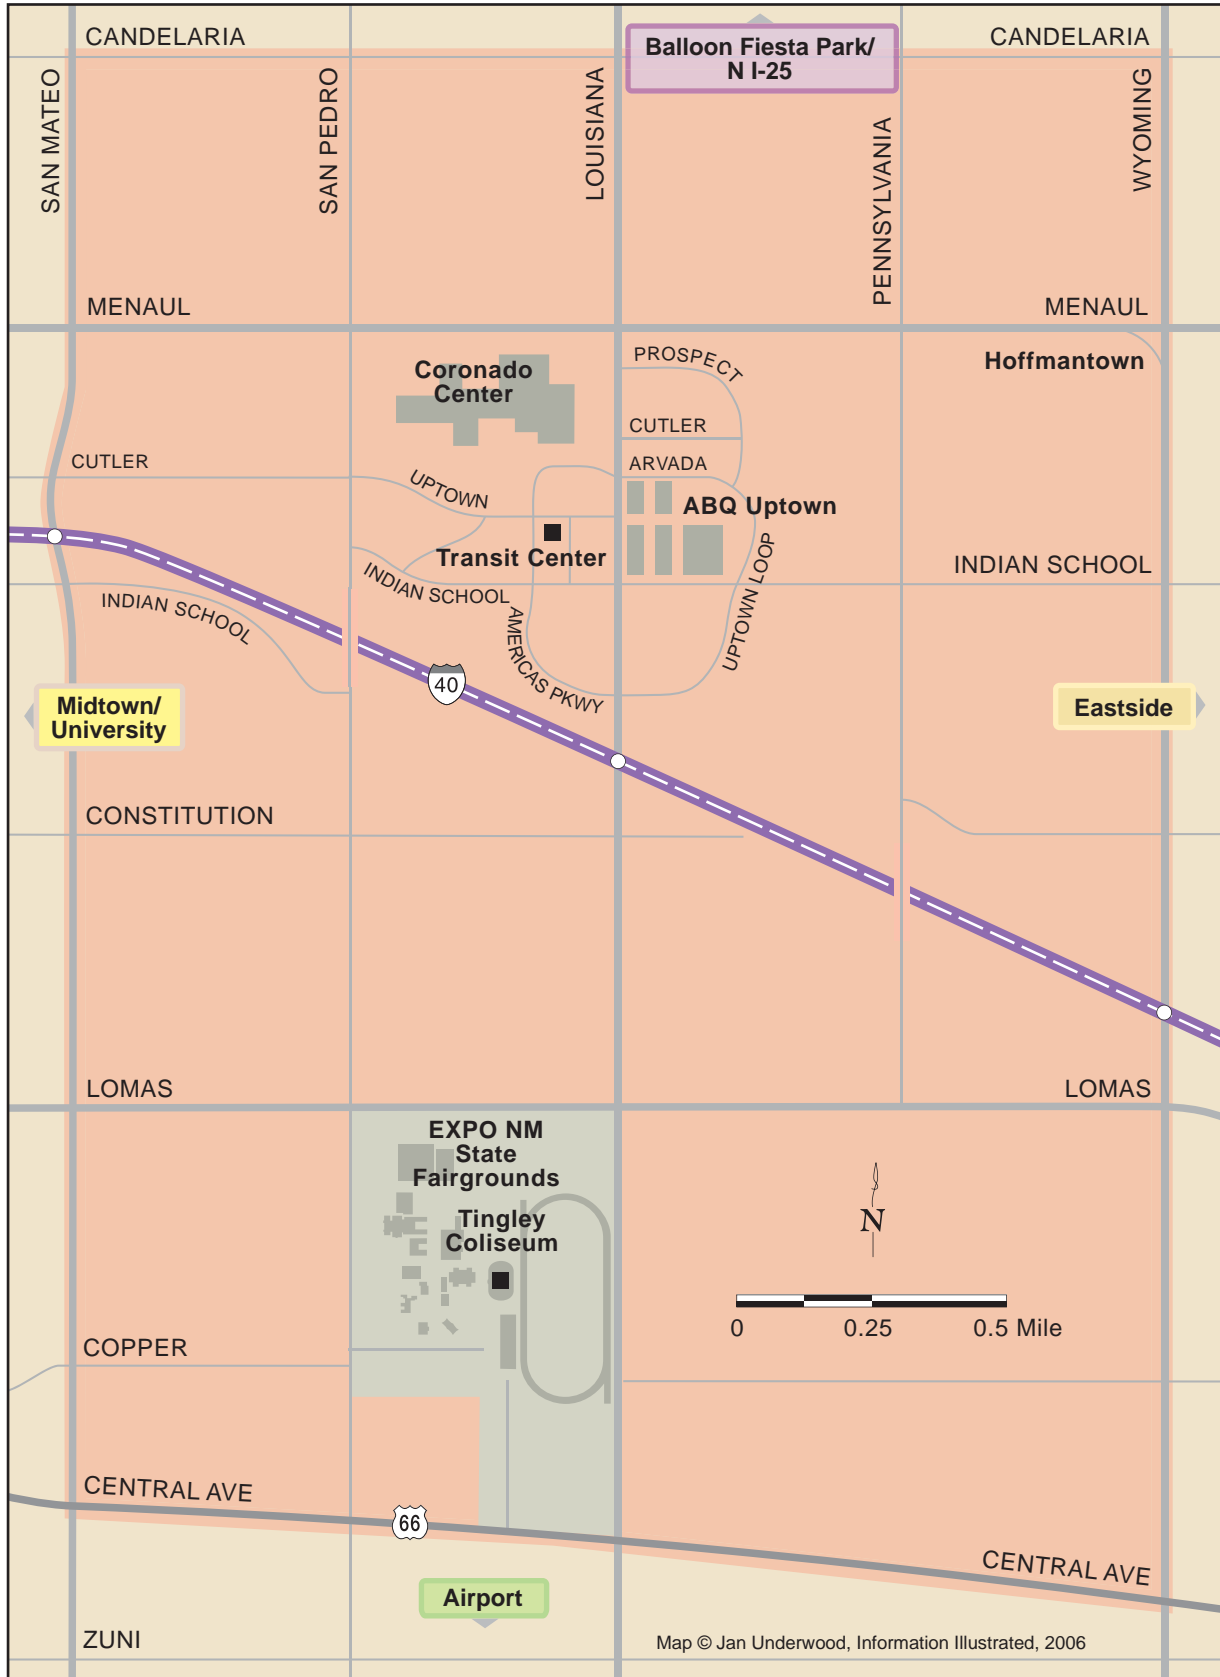 CANDELARIA
CANDELARIA
Balloon Fiesta Park/
N I-25
SAN MATEO
SAN PEDRO
LOUISIANA
PENNSYLVANIA
WYOMING
MENAUL
MENAUL
Coronado
Center
PROSPECT
Hoffmantown
CUTLER
CUTLER
ARVADA
UPTOWN
ABQ Uptown
Transit Center
INDIAN SCHOOL
INDIAN SCHOOL
INDIAN SCHOOL
AMERICAS PKWY
UPTOWN LOOP
40
Midtown/
University
Eastside
CONSTITUTION
LOMAS
LOMAS
EXPO NM
State
Fairgrounds
Tingley
Coliseum
N
0 0.25 0.5 Mile
COPPER
CENTRAL AVE
66
CENTRAL AVE
Airport
ZUNI
Map © Jan Underwood, Information Illustrated, 2006